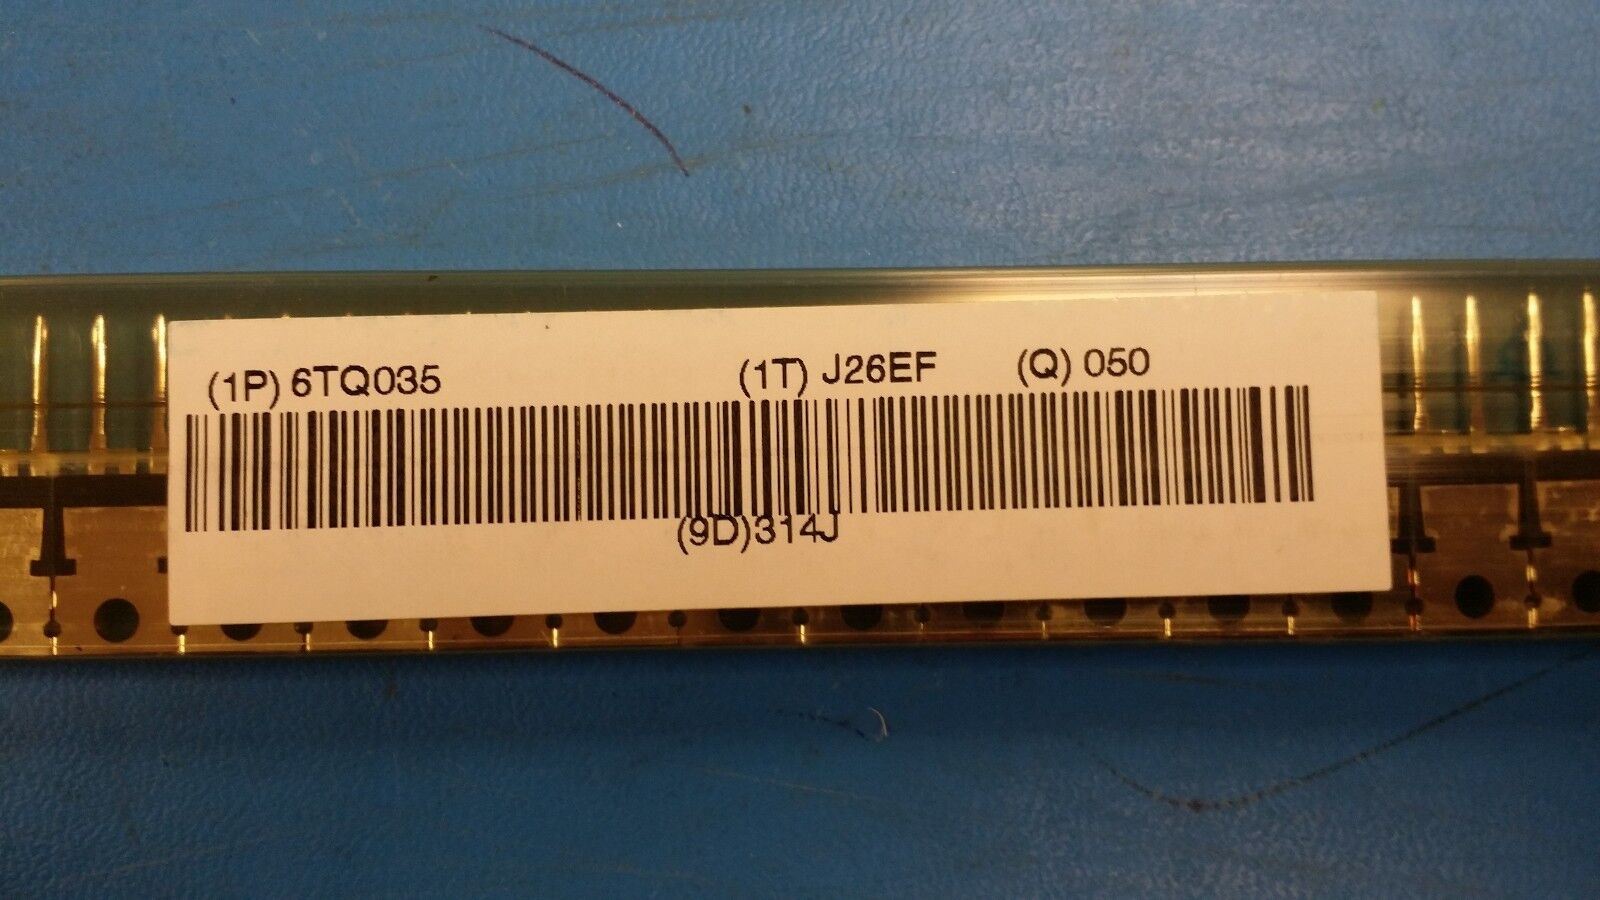 (1P) 6TQ035 (1T) J26EF (Q) 050
(9D)314J